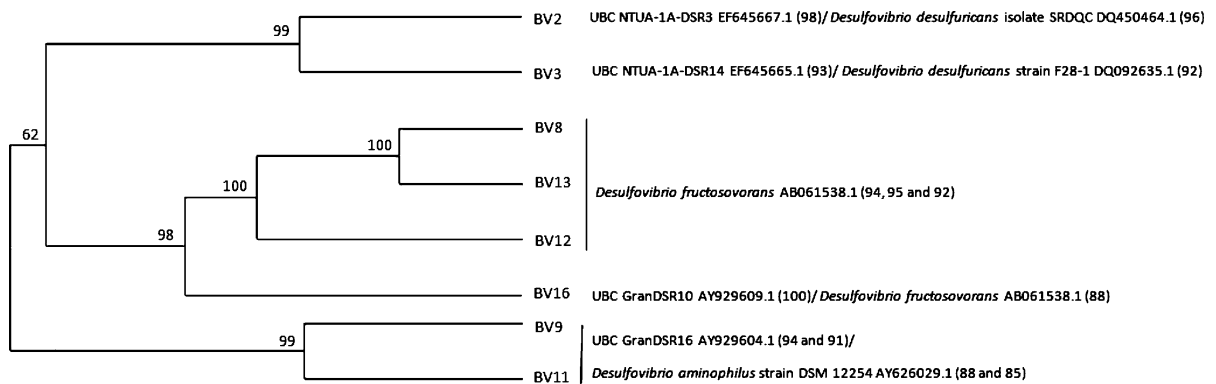 BV2 UBC NTUA-1A-DSR3 EF645667.1 (98)/ Desulfovibrio desulfuricans isolate SRDQC DQ450464.1 (96)
99
BV3 UBC NTUA-1A-DSR14 EF645665.1 (93)/ Desulfovibrio desulfuricans strain F28-1 DQ092635.1 (92)
BV8
62
100
BV13
100
Desulfovibrio fructosovorans AB061538.1 (94, 95 and 92)
98
BV12
BV16 UBC GranDSR10 AY929609.1 (100)/ Desulfovibrio fructosovorans AB061538.1 (88)
BV9
99
UBC GranDSR16 AY929604.1 (94 and 91)/
BV11 Desulfovibrio aminophilus strain DSM 12254 AY626029.1 (88 and 85)